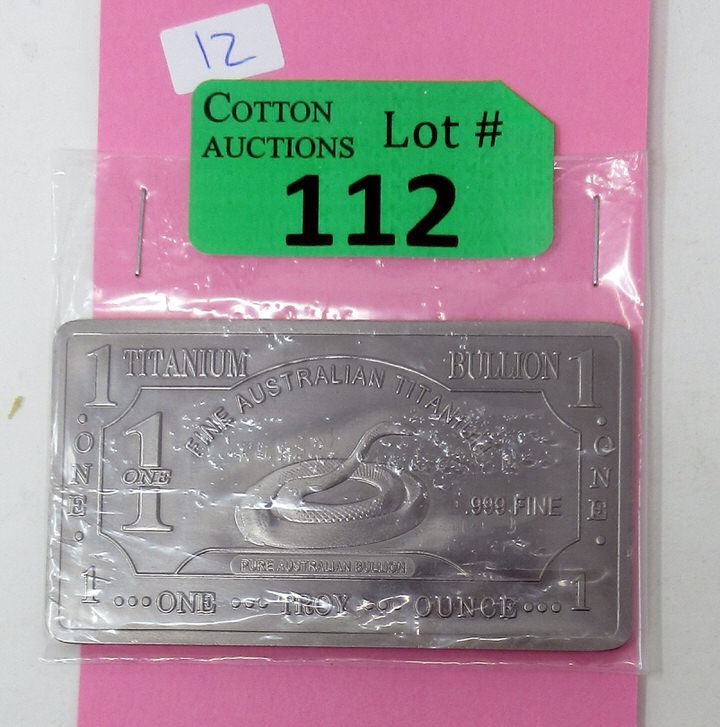 12
COTTON
AUCTIONS
Lot #
112
1 TITANIUM BULLION 1
FINE AUSTRALIAN TITANIUM
• ONE •
1
ONE
.999 FINE
• ONE •
PURE AUSTRALIAN BULLION
1 ••• ONE ••• TROY ••• OUNCE ••• 1